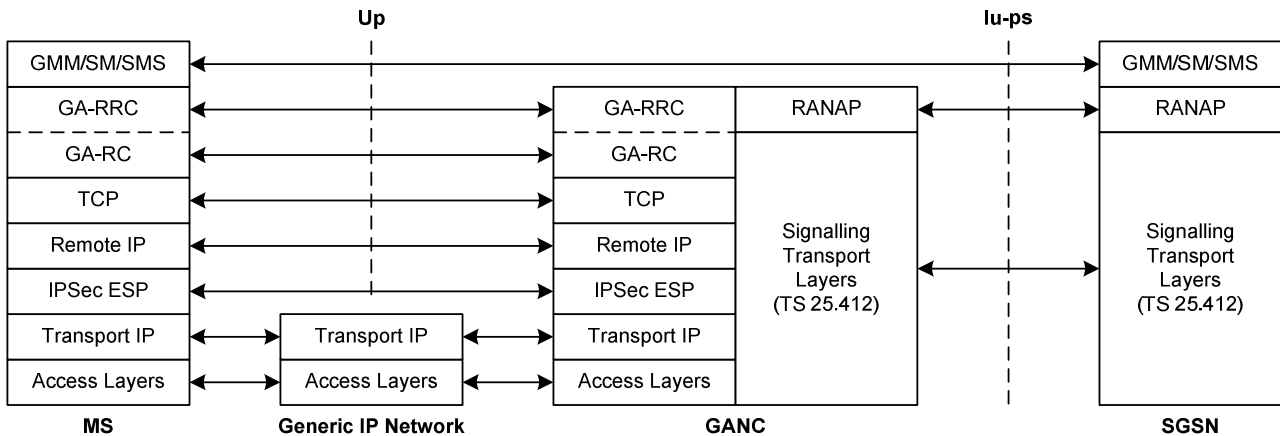 Up
Iu-ps
GMM/SM/SMS
GMM/SM/SMS
GA-RRC
GA-RRC
RANAP
RANAP
GA-RC
GA-RC
TCP
TCP
Remote IP
Remote IP
Signalling
Transport
Layers
(TS 25.412)
Signalling
Transport
Layers
(TS 25.412)
IPSec ESP
IPSec ESP
Transport IP
Transport IP
Transport IP
Access Layers
Access Layers
Access Layers
MS
Generic IP Network
GANC
SGSN